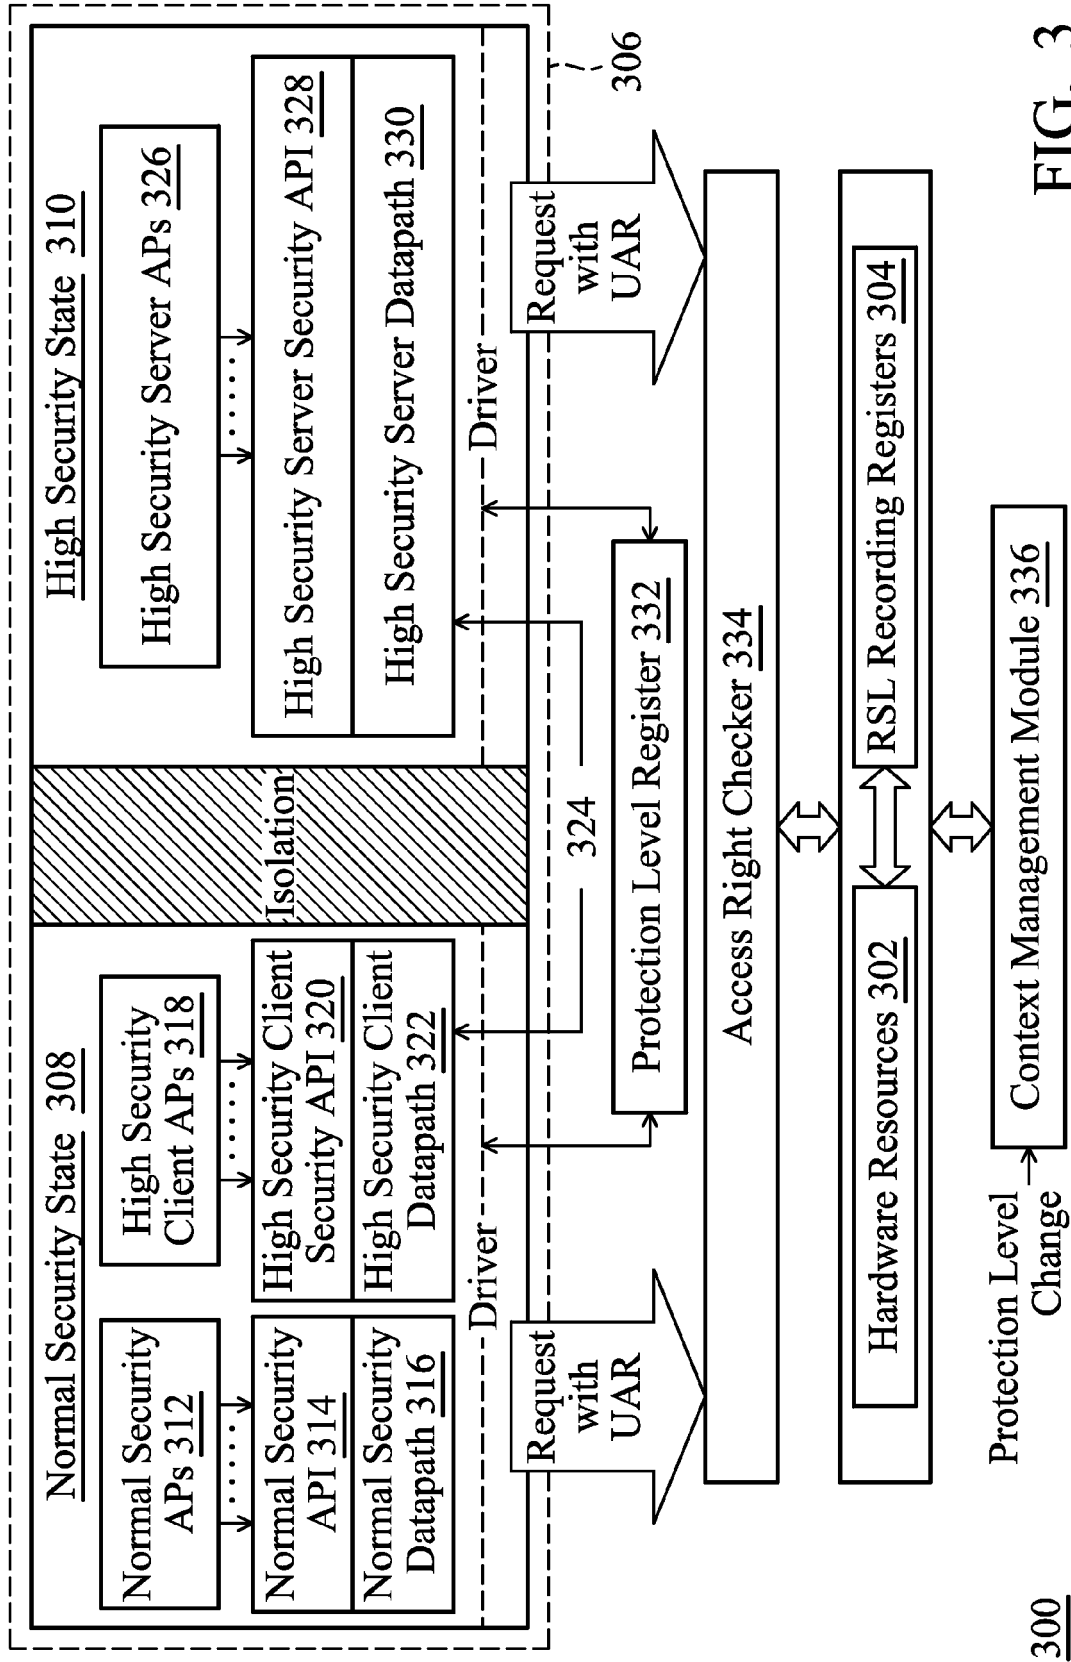 Normal Security State 308
High Security State 310
Normal Security
APs 312
High Security
Client APs 318
High Security Server APs 326
Normal Security
API 314
Normal Security
Datapath 316
High Security Client
Security API 320
High Security Client
Datapath 322
Isolation
High Security Server Security API 328
High Security Server Datapath 330
Driver
Driver
306
324
Request
with
UAR
Request
with
UAR
Protection Level Register 332
Access Right Checker 334
Hardware Resources 302
RSL Recording Registers 304
Protection Level
Change
Context Management Module 336
300
FIG. 3